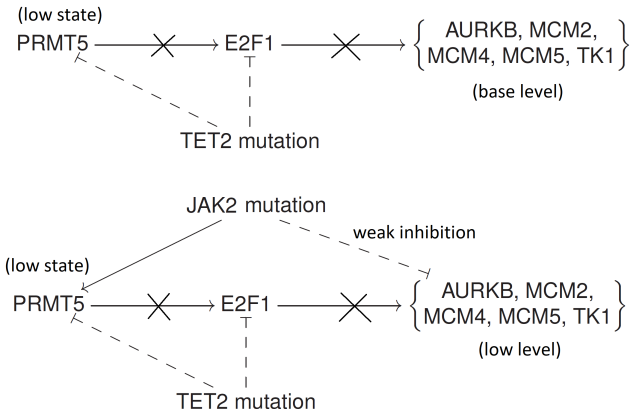 (low state)
PRMT5 E2F1 AURKB, MCM2,
MCM4, MCM5, TK1
(base level)
TET2 mutation
JAK2 mutation
weak inhibition
(low state)
PRMT5 E2F1 AURKB, MCM2,
MCM4, MCM5, TK1
(low level)
TET2 mutation